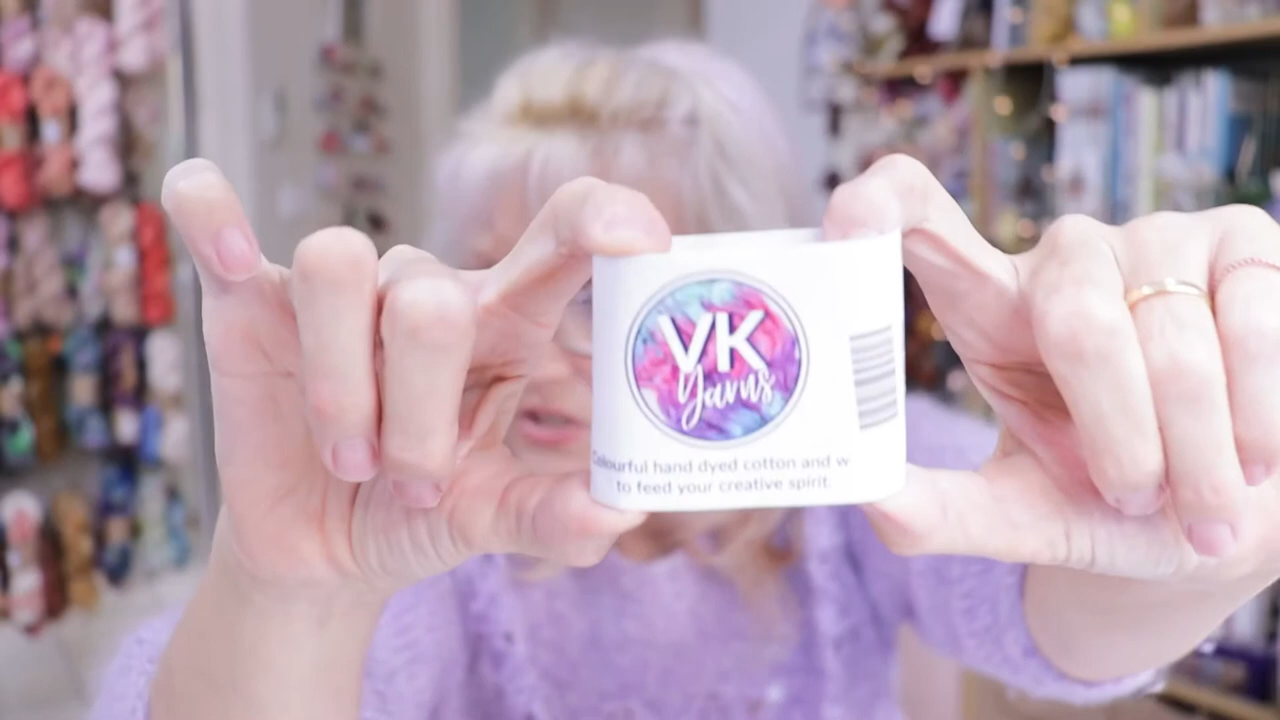 VK
Yarns
Colourful hand dyed cotton and w
to feed your creative spirit.